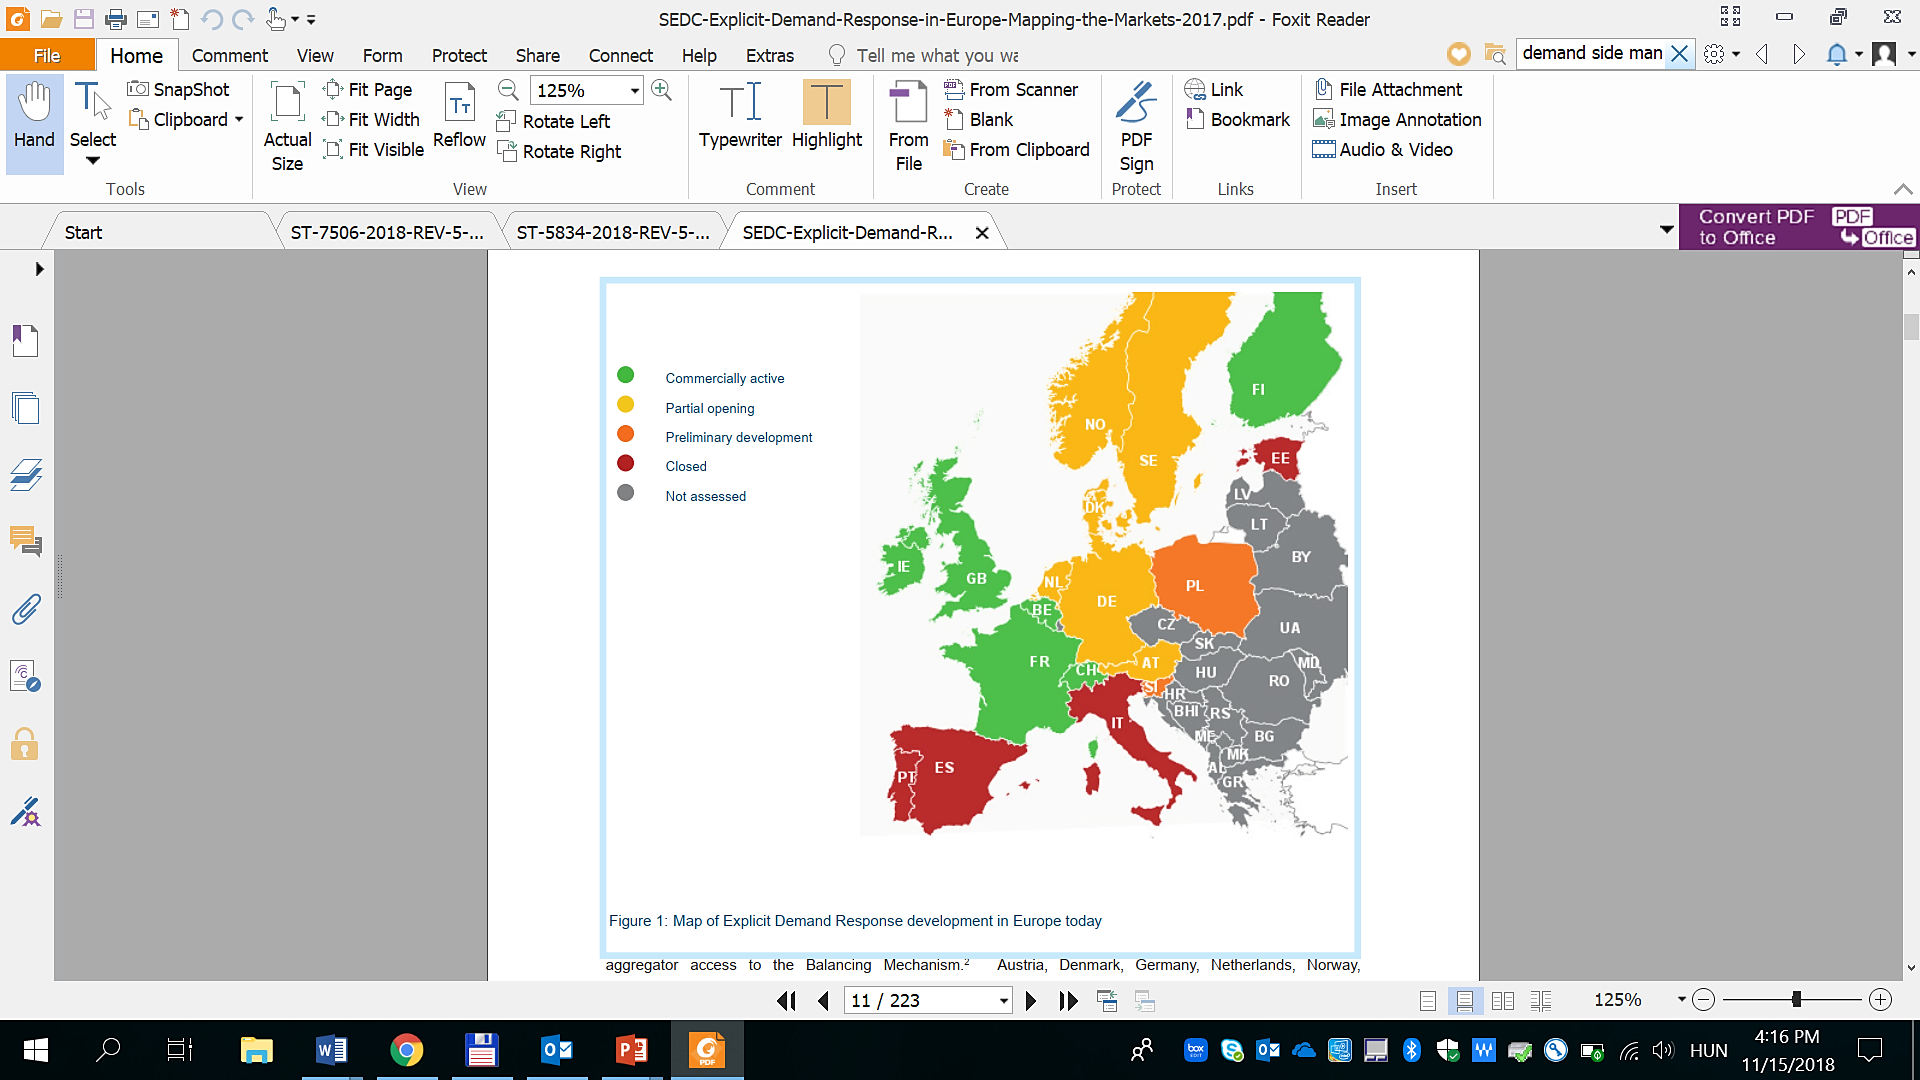 SEDC-Explicit-Demand-Response-in-Europe-Mapping-the-Markets-2017.pdf - Foxit Reader
File
Home
Comment
View
Form
Protect
Share
Connect
Help
Extras
Tell me what you wa
demand side man
Hand
Select
SnapShot
Clipboard
Tools
Actual
Size
Fit Page
Fit Width
Fit Visible
Reflow
125%
Rotate Left
Rotate Right
View
Typewriter
Highlight
Comment
From
File
From Scanner
Blank
From Clipboard
Create
PDF
Sign
Protect
Link
Bookmark
Links
File Attachment
Image Annotation
Audio & Video
Insert
Start
ST-7506-2018-REV-5-...
ST-5834-2018-REV-5-...
SEDC-Explicit-Demand-R...
Convert PDF
to Office
PDF
Office
Commercially active
Partial opening
Preliminary development
Closed
Not assessed
FI
NO
SE
EE
LV
DK
LT
BY
IE
GB
NL
DE
PL
BE
CZ
UA
SK
FR
CH
AT
MD
HU
RO
SI
HR
BHI
RS
IT
ME
BG
MK
ES
PT
AL
GR
Figure 1: Map of Explicit Demand Response development in Europe today
aggregator access to the Balancing Mechanism.2 Austria, Denmark, Germany, Netherlands, Norway,
11 / 223
125%
HUN
4:16 PM
11/15/2018